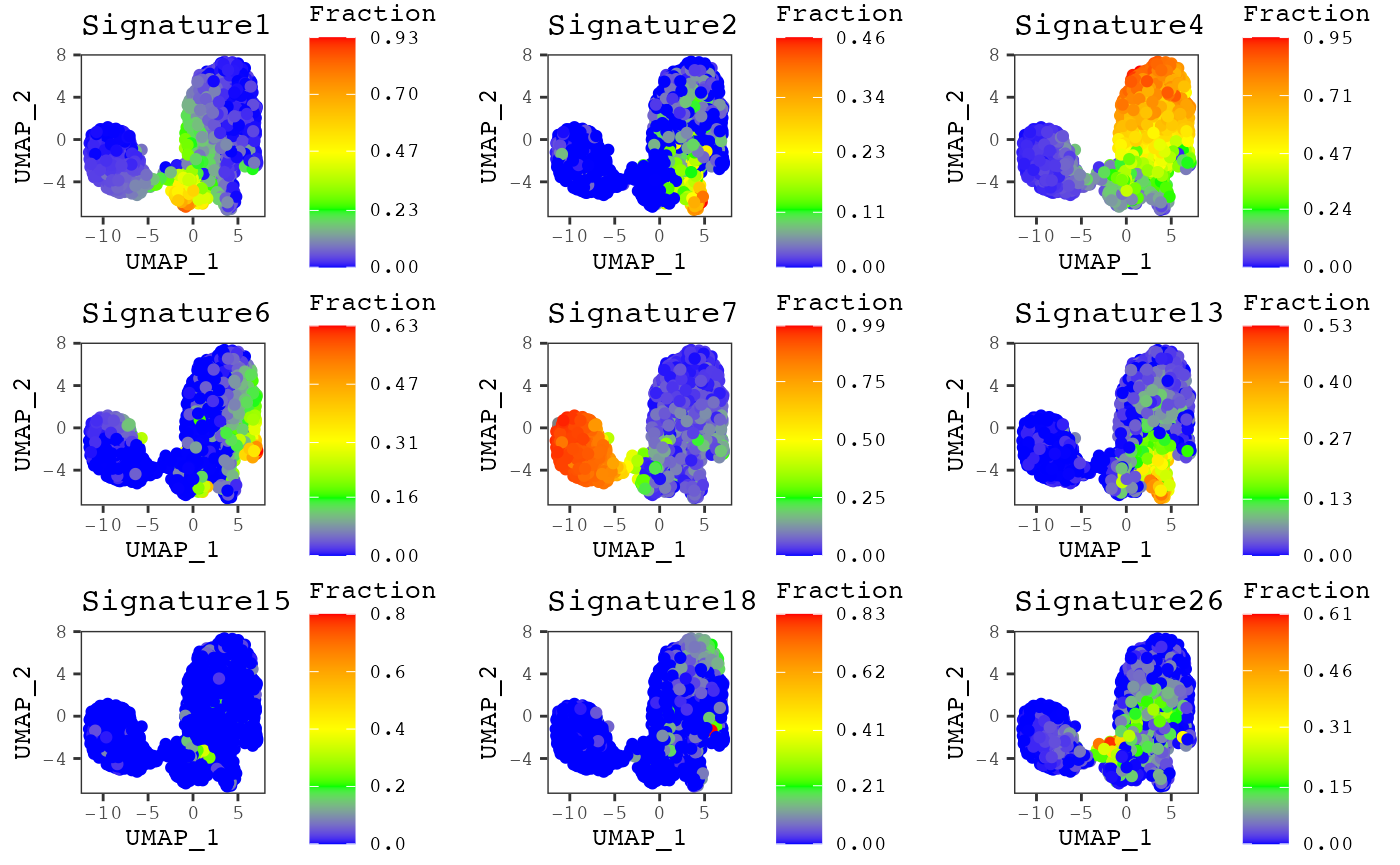 Signature1
Fraction
0.93
0.70
0.47
0.23
0.00
8
4
0
−4
−10 −5 0 5
UMAP_1
UMAP_2
Signature2
Fraction
0.46
0.34
0.23
0.11
0.00
8
4
0
−4
−10 −5 0 5
UMAP_1
UMAP_2
Signature4
Fraction
0.95
0.71
0.47
0.24
0.00
8
4
0
−4
−10 −5 0 5
UMAP_1
UMAP_2
Signature6
Fraction
0.63
0.47
0.31
0.16
0.00
8
4
0
−4
−10 −5 0 5
UMAP_1
UMAP_2
Signature7
Fraction
0.99
0.75
0.50
0.25
0.00
8
4
0
−4
−10 −5 0 5
UMAP_1
UMAP_2
Signature13
Fraction
0.53
0.40
0.27
0.13
0.00
8
4
0
−4
−10 −5 0 5
UMAP_1
UMAP_2
Signature15
Fraction
0.8
0.6
0.4
0.2
0.0
8
4
0
−4
−10 −5 0 5
UMAP_1
UMAP_2
Signature18
Fraction
0.83
0.62
0.41
0.21
0.00
8
4
0
−4
−10 −5 0 5
UMAP_1
UMAP_2
Signature26
Fraction
0.61
0.46
0.31
0.15
0.00
8
4
0
−4
−10 −5 0 5
UMAP_1
UMAP_2